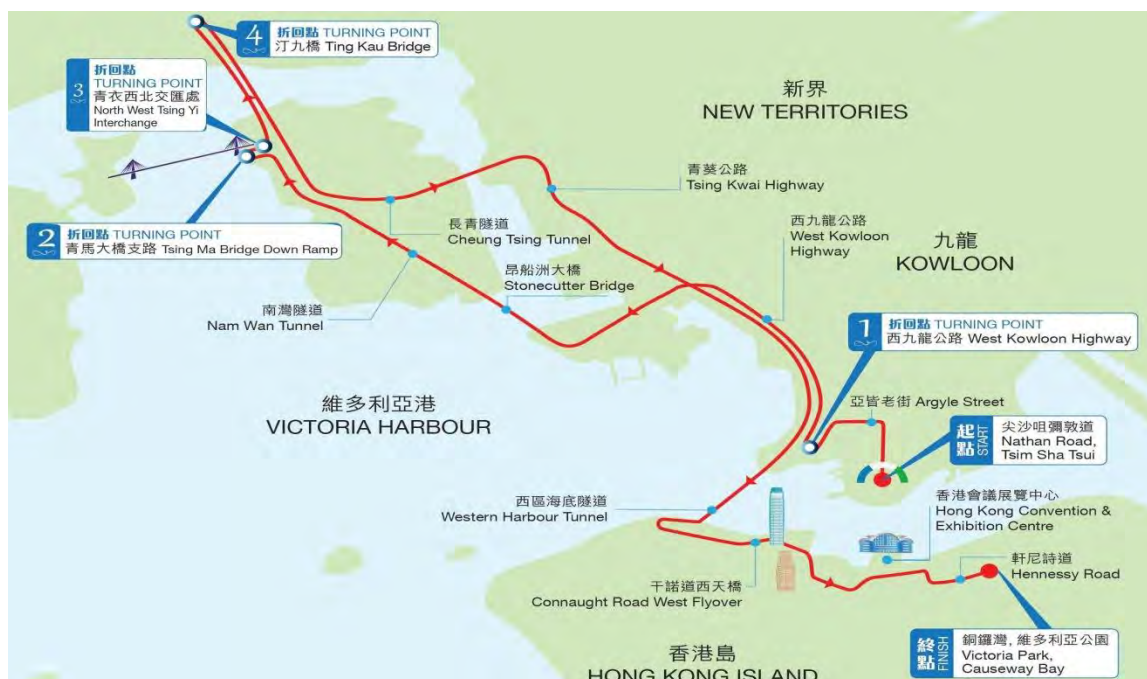 4
折回點 TURNING POINT
汀九橋 Ting Kau Bridge
3
折回點
TURNING POINT
青衣西北交匯處
North West Tsing Yi
Interchange
新界
NEW TERRITORIES
青葵公路
Tsing Kwai Highway
2
折回點 TURNING POINT
青馬大橋支路 Tsing Ma Bridge Down Ramp
長青隧道
Cheung Tsing Tunnel
西九龍公路
West Kowloon
Highway
九龍
KOWLOON
昂船洲大橋
Stonecutter Bridge
南灣隧道
Nam Wan Tunnel
1
折回點 TURNING POINT
西九龍公路 West Kowloon Highway
維多利亞港
VICTORIA HARBOUR
亞皆老街 Argyle Street
起點
START
尖沙咀彌敦道
Nathan Road,
Tsim Sha Tsui
西區海底隧道
Western Harbour Tunnel
香港會議展覽中心
Hong Kong Convention &
Exhibition Centre
軒尼詩道
Hennessy Road
干諾道西天橋
Connaught Road West Flyover
終點
FINISH
銅鑼灣, 維多利亞公園
Victoria Park,
Causeway Bay
香港島
HONG KONG ISLAND